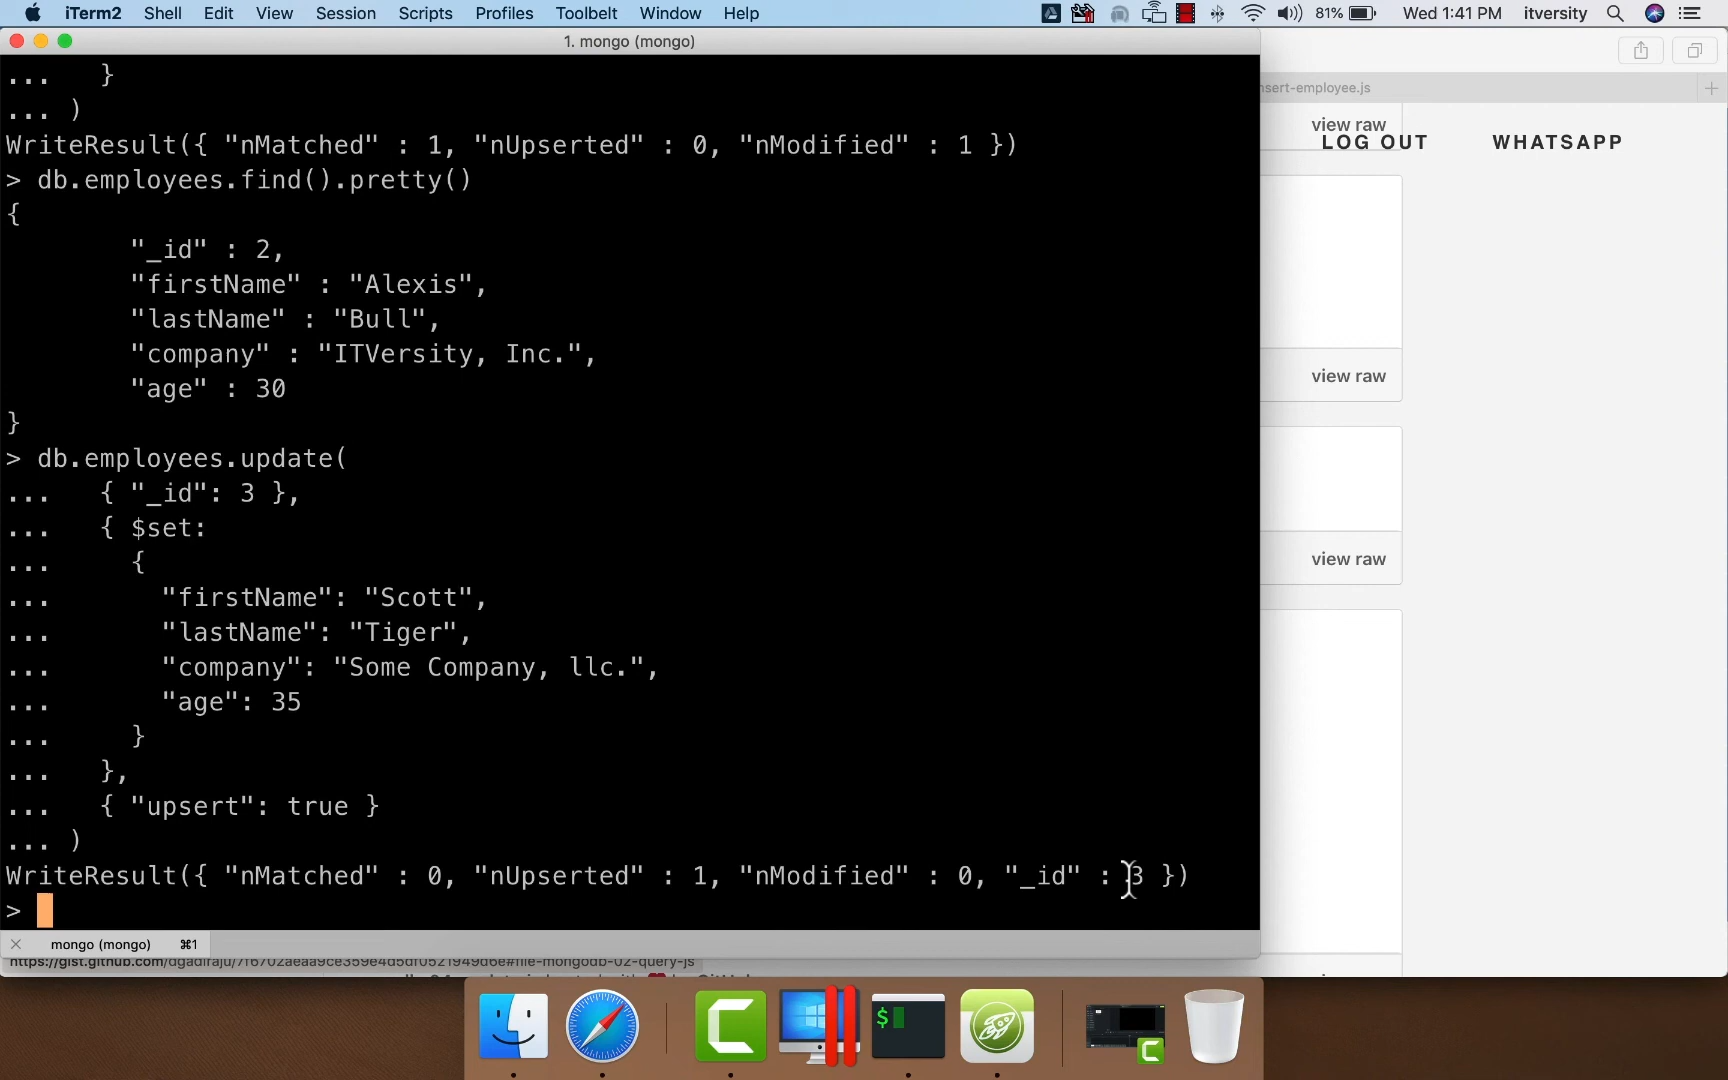 iTerm2 Shell Edit View Session Scripts Profiles Toolbelt Window Help 81% Wed 1:41 PM itversity
1. mongo (mongo)
... }
... )
WriteResult({ "nMatched" : 1, "nUpserted" : 0, "nModified" : 1 })
> db.employees.find().pretty()
{
"_id" : 2,
"firstName" : "Alexis",
"lastName" : "Bull",
"company" : "ITVersity, Inc.",
"age" : 30
}
> db.employees.update(
... { "_id": 3 },
... { $set:
... {
... "firstName": "Scott",
... "lastName": "Tiger",
... "company": "Some Company, llc.",
... "age": 35
... }
... },
... { "upsert": true }
... )
WriteResult({ "nMatched" : 0, "nUpserted" : 1, "nModified" : 0, "_id" : 3 })
>
mongo (mongo) ⌘1
nsert-employee.js
view raw
LOG OUT WHATSAPP
view raw
view raw
$